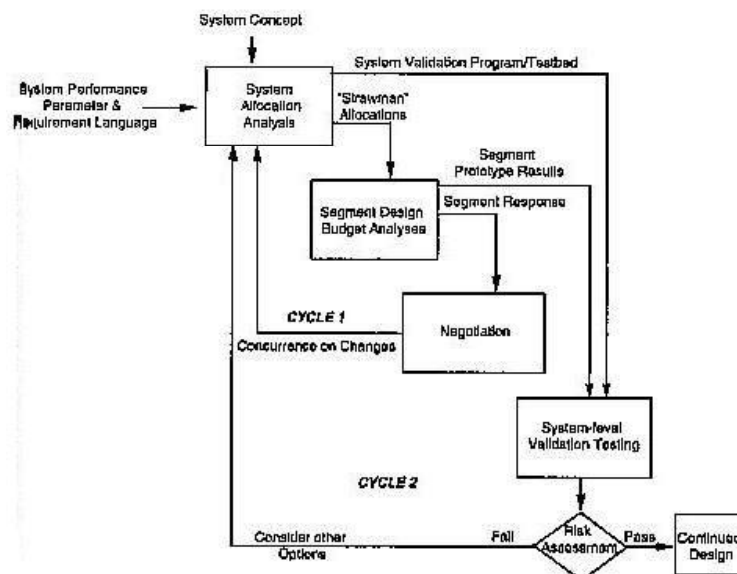 System Concept
System Validation Program/Testbed
System Performance
Parameter &
Requirement Language
System
Allocation
Analysis
"Strawman"
Allocations
Segment
Prototype Results
Segment Response
Segment Design
Budget Analyses
CYCLE 1
Concurrence on Changes
Negotiation
System-level
Validation Testing
CYCLE 2
Consider other
Options
Fail
Risk
Assessment
Pass
Continued
Design